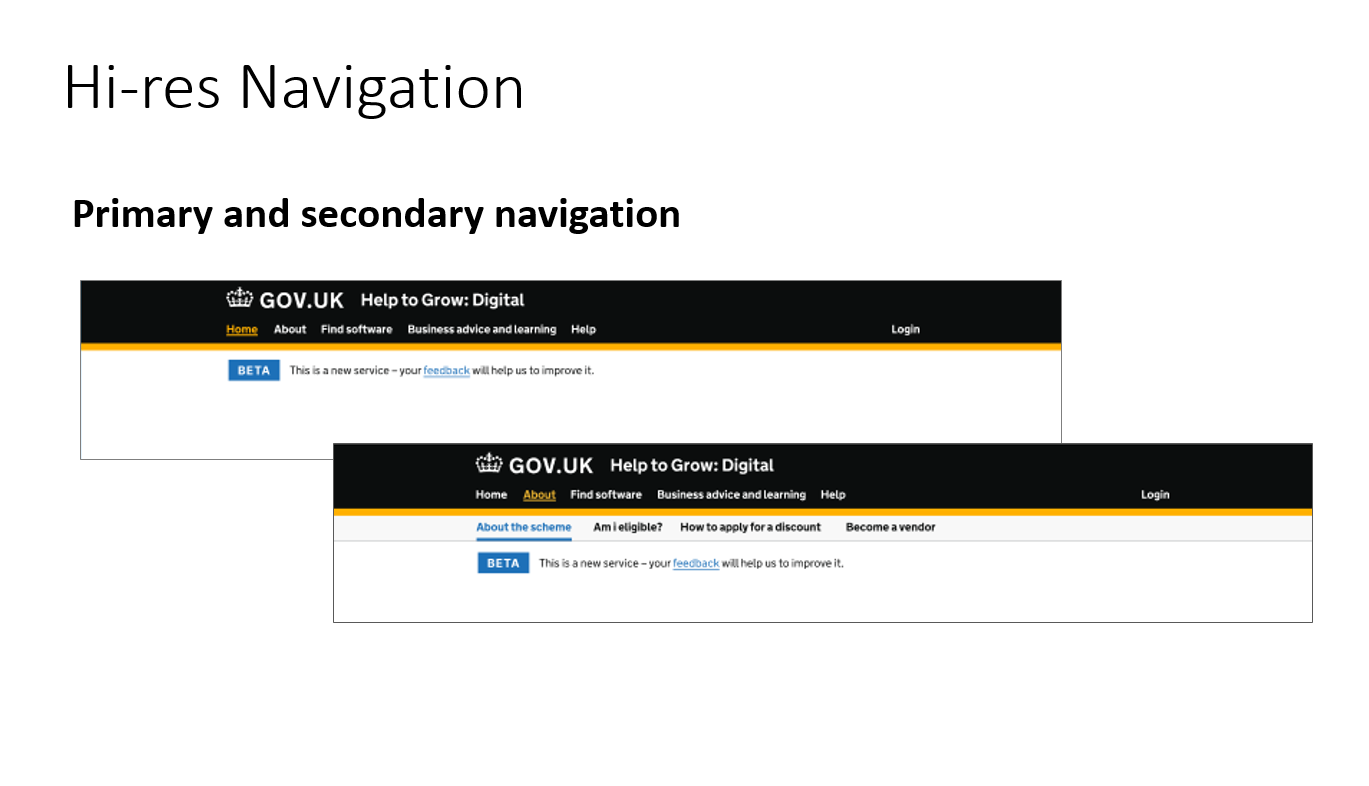 Hi-res Navigation
Primary and secondary navigation
GOV.UK Help to Grow: Digital
Home About Find software Business advice and learning Help Login
BETA This is a new service – your feedback will help us to improve it.
GOV.UK Help to Grow: Digital
Home About Find software Business advice and learning Help Login
About the scheme Am i eligible? How to apply for a discount Become a vendor
BETA This is a new service – your feedback will help us to improve it.